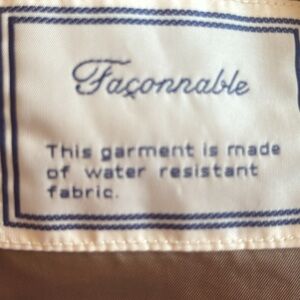 Façonnable
This garment is made
of water resistant
fabric.